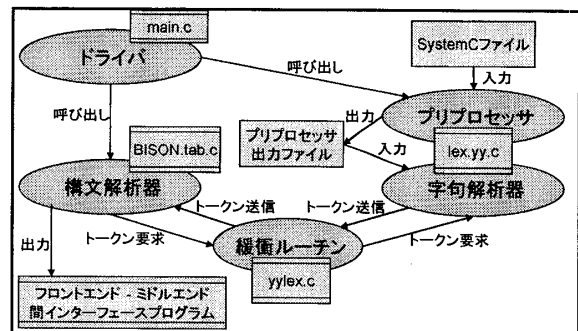 main.c
ドライバ
SystemCファイル
呼び出し
入力
呼び出し
出力
プリプロセッサ
BISON.tab.c
プリプロセッサ
出力ファイル
lex.yy.c
入力
構文解析器
字句解析器
トークン送信
トークン送信
出力
トークン要求
緩衝ルーチン
トークン要求
yylex.c
フロントエンド - ミドルエンド
間インターフェースプログラム